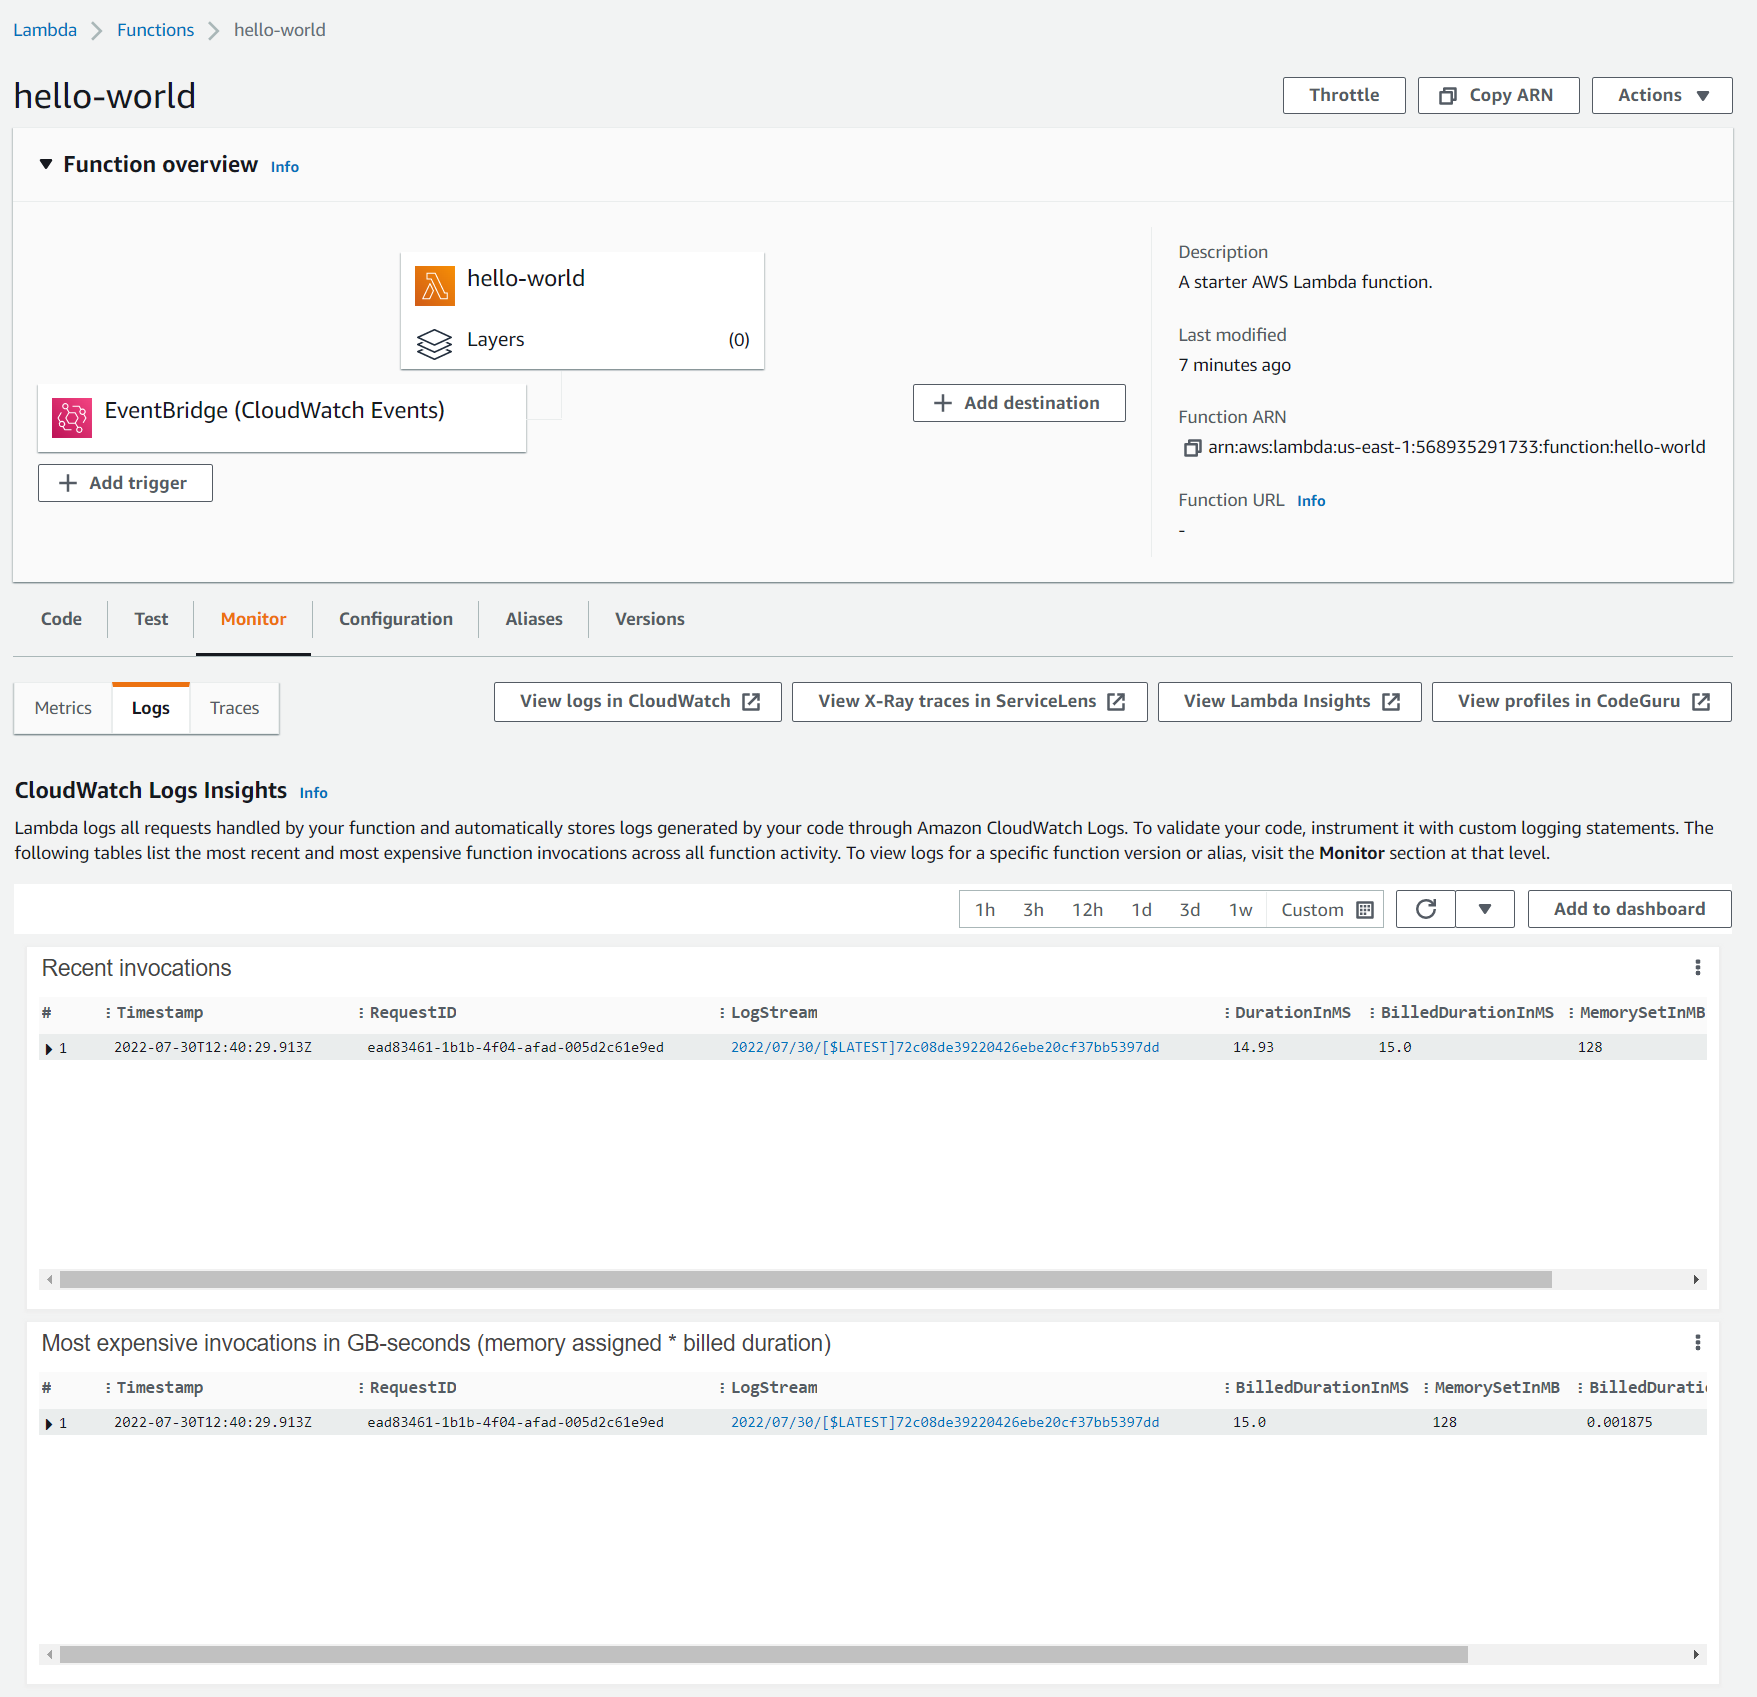 Lambda > Functions > hello-world
hello-world
Throttle Copy ARN Actions
Function overview Info
hello-world
Layers (0)
EventBridge (CloudWatch Events)
Add trigger
Add destination
Description
A starter AWS Lambda function.
Last modified
7 minutes ago
Function ARN
arn:aws:lambda:us-east-1:568935291733:function:hello-world
Function URL Info
-
Code Test Monitor Configuration Aliases Versions
Metrics Logs Traces
View logs in CloudWatch View X-Ray traces in ServiceLens View Lambda Insights View profiles in CodeGuru
CloudWatch Logs Insights Info
Lambda logs all requests handled by your function and automatically stores logs generated by your code through Amazon CloudWatch Logs. To validate your code, instrument it with custom logging statements. The
following tables list the most recent and most expensive function invocations across all function activity. To view logs for a specific function version or alias, visit the Monitor section at that level.
1h 3h 12h 1d 3d 1w Custom Add to dashboard
Recent invocations
# Timestamp RequestID LogStream DurationInMS BilledDurationInMS MemorySetInMB
1 2022-07-30T12:40:29.913Z ead83461-1b1b-4f04-afad-005d2c61e9ed 2022/07/30/[$LATEST]72c08de39220426ebe20cf37bb5397dd 14.93 15.0 128
Most expensive invocations in GB-seconds (memory assigned * billed duration)
# Timestamp RequestID LogStream BilledDurationInMS MemorySetInMB BilledDurati
1 2022-07-30T12:40:29.913Z ead83461-1b1b-4f04-afad-005d2c61e9ed 2022/07/30/[$LATEST]72c08de39220426ebe20cf37bb5397dd 15.0 128 0.001875